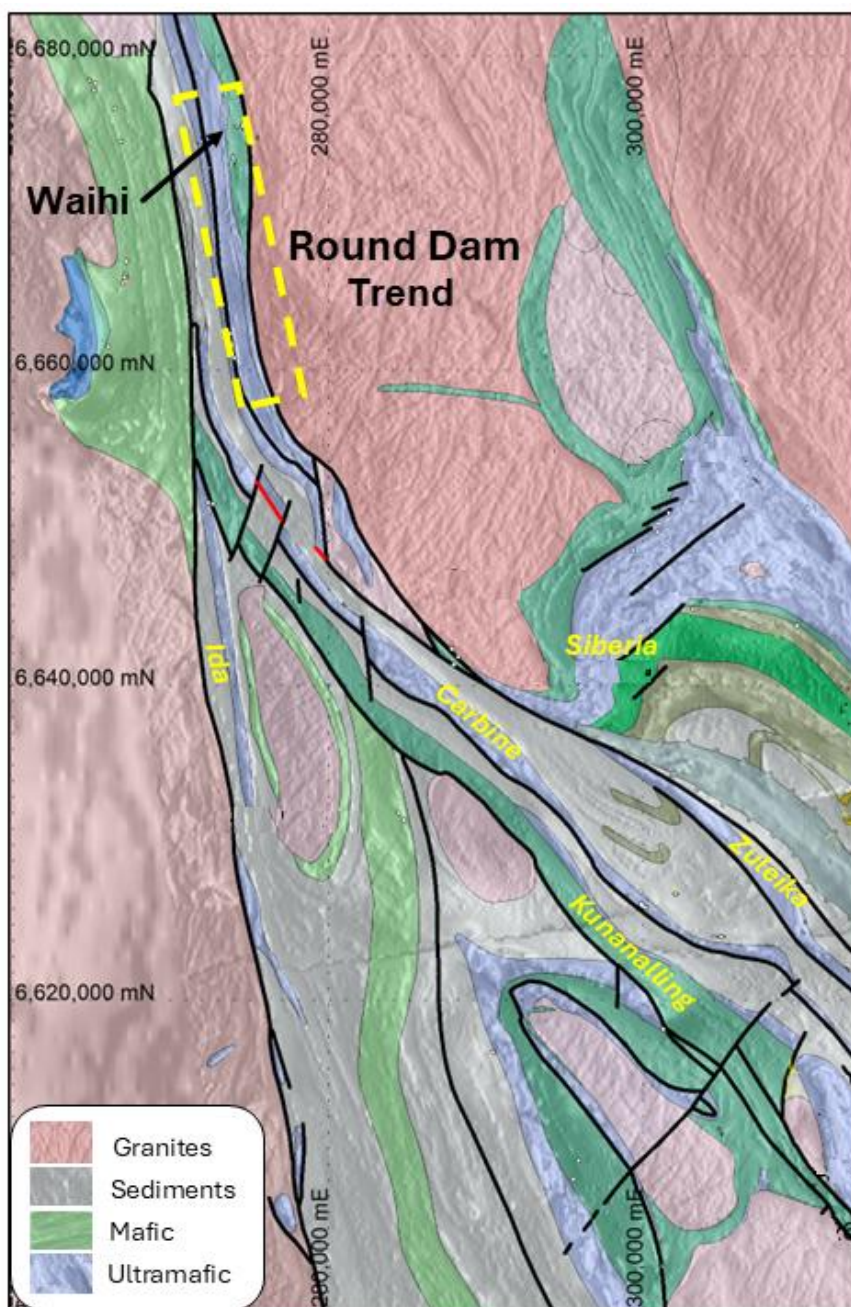 6,680,000 mN
280,000 mE
300,000 mE
Waihi
Round Dam
Trend
6,660,000 mN
Siberia
Ida
6,640,000 mN
Carbine
Zuleika
Kunanalling
6,620,000 mN
Granites
Sediments
Mafic
Ultramafic
280,000 mE
300,000 mE